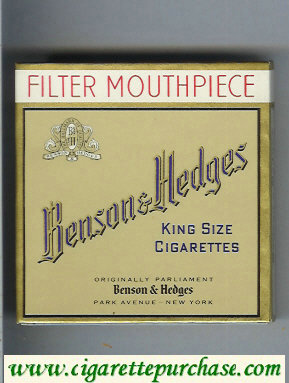 FILTER MOUTHPIECE
Benson & Hedges
KING SIZE
CIGARETTES
ORIGINALLY PARLIAMENT
Benson & Hedges
PARK AVENUE - NEW YORK
www.cigarettepurchase.com